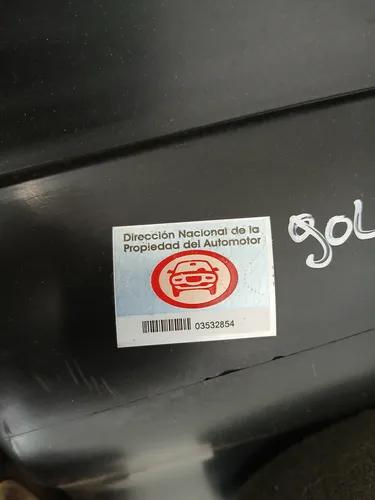 Dirección Nacional de la
Propiedad del Automotor
gol
03532854